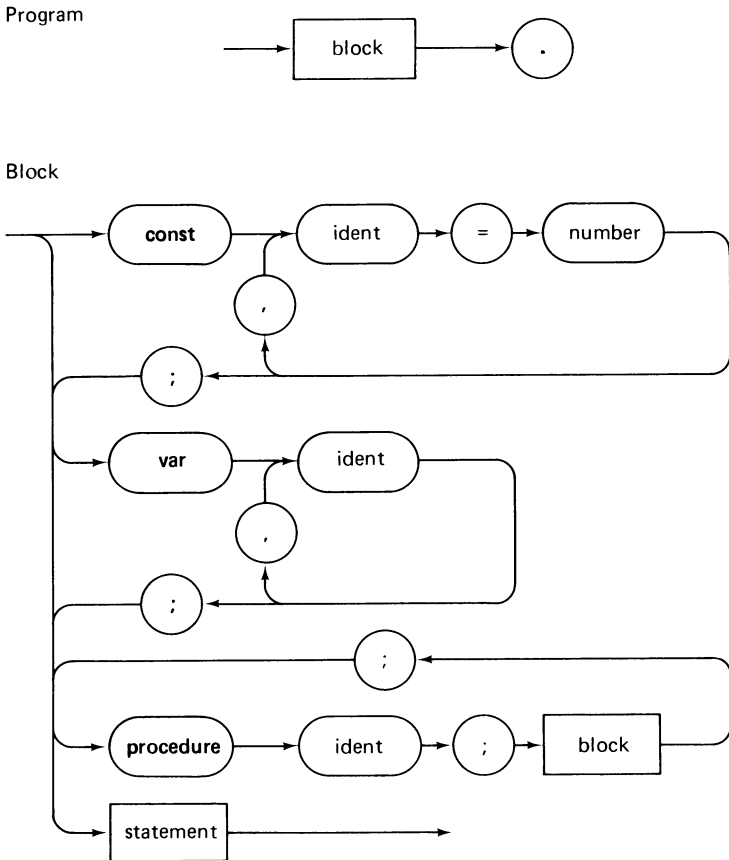 Program
block .
Block
const ident = number
,
;
var ident
,
;
;
procedure ident ; block
statement